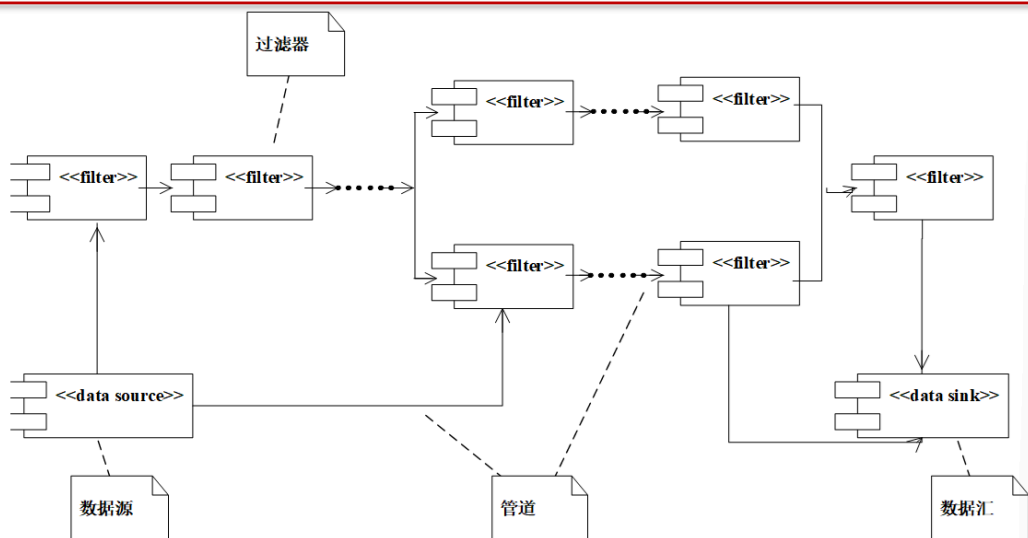 过滤器
<<filter>>
<<filter>>
<<filter>>
<<filter>>
<<filter>>
<<filter>>
<<filter>>
<<data source>>
<<data sink>>
数据源
管道
数据汇